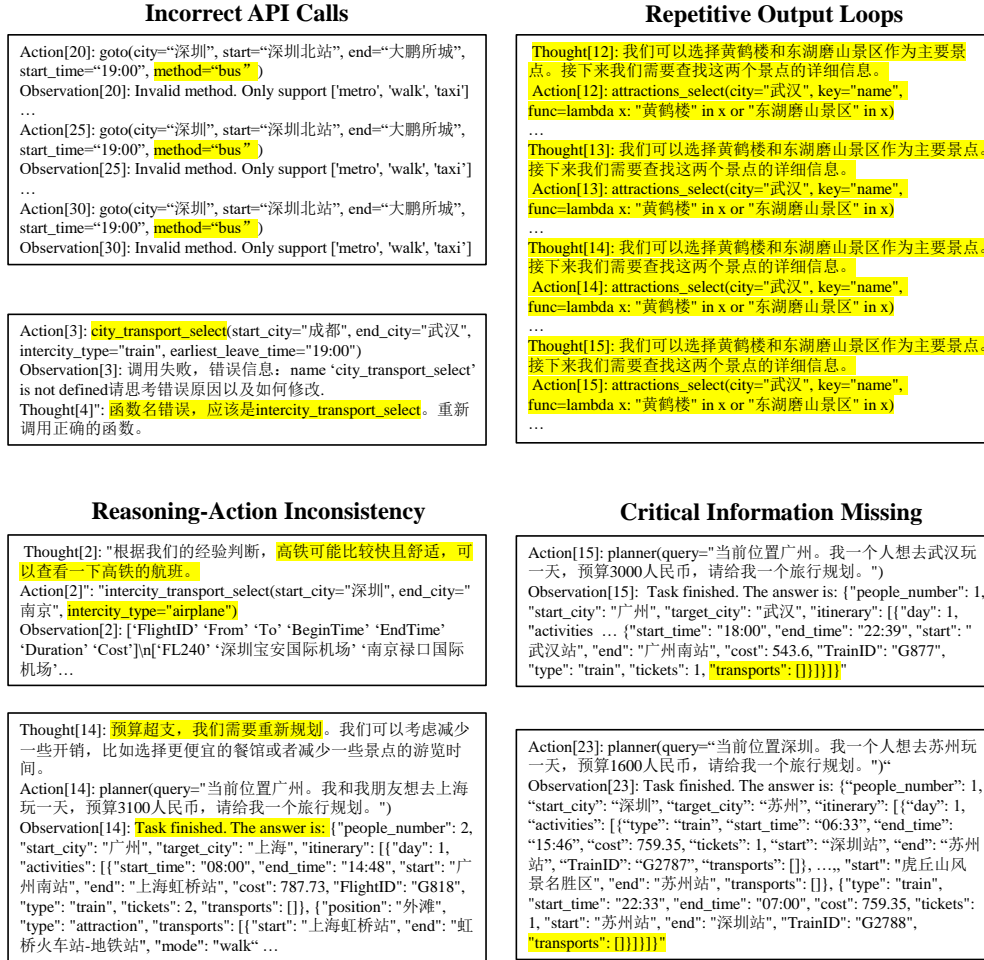 Incorrect API Calls
Action[20]: goto(city=“深圳”, start=“深圳北站”, end=“大鹏所城”,
start_time=“19:00”, method=“bus”)
Observation[20]: Invalid method. Only support ['metro', 'walk', 'taxi']
…
Action[25]: goto(city=“深圳”, start=“深圳北站”, end=“大鹏所城”,
start_time=“19:00”, method=“bus”)
Observation[25]: Invalid method. Only support ['metro', 'walk', 'taxi']
…
Action[30]: goto(city=“深圳”, start=“深圳北站”, end=“大鹏所城”,
start_time=“19:00”, method=“bus”)
Observation[30]: Invalid method. Only support ['metro', 'walk', 'taxi']
Action[3]: city_transport_select(start_city="成都", end_city="武汉",
intercity_type="train", earliest_leave_time="19:00")
Observation[3]: 调用失败，错误信息：name ‘city_transport_select’
is not defined请思考错误原因以及如何修改.
Thought[4]": 函数名错误，应该是intercity_transport_select。重新
调用正确的函数。
Repetitive Output Loops
Thought[12]: 我们可以选择黄鹤楼和东湖磨山景区作为主要景
点。接下来我们需要查找这两个景点的详细信息。
Action[12]: attractions_select(city="武汉", key="name",
func=lambda x: "黄鹤楼" in x or "东湖磨山景区" in x)
…
Thought[13]: 我们可以选择黄鹤楼和东湖磨山景区作为主要景点。
接下来我们需要查找这两个景点的详细信息。
Action[13]: attractions_select(city="武汉", key="name",
func=lambda x: "黄鹤楼" in x or "东湖磨山景区" in x)
…
Thought[14]: 我们可以选择黄鹤楼和东湖磨山景区作为主要景点。
接下来我们需要查找这两个景点的详细信息。
Action[14]: attractions_select(city="武汉", key="name",
func=lambda x: "黄鹤楼" in x or "东湖磨山景区" in x)
…
Thought[15]: 我们可以选择黄鹤楼和东湖磨山景区作为主要景点。
接下来我们需要查找这两个景点的详细信息。
Action[15]: attractions_select(city="武汉", key="name",
func=lambda x: "黄鹤楼" in x or "东湖磨山景区" in x)
…
Reasoning-Action Inconsistency
Thought[2]: "根据我们的经验判断，高铁可能比较快且舒适，可
以查看一下高铁的航班。
Action[2]": "intercity_transport_select(start_city="深圳", end_city="
南京", intercity_type="airplane")
Observation[2]: [‘FlightID’ ‘From’ ‘To’ ‘BeginTime’ ‘EndTime’
‘Duration’ ‘Cost’]\n[‘FL240’ ‘深圳宝安国际机场’ ‘南京禄口国际
机场’…
Thought[14]: 预算超支，我们需要重新规划。我们可以考虑减少
一些开销，比如选择更便宜的餐馆或者减少一些景点的游览时
间。
Action[14]: planner(query="当前位置广州。我和我朋友想去上海
玩一天，预算3100人民币，请给我一个旅行规划。")
Observation[14]: Task finished. The answer is: {"people_number": 2,
"start_city": "广州", "target_city": "上海", "itinerary": [{"day": 1,
"activities": [{"start_time": "08:00", "end_time": "14:48", "start": "广
州南站", "end": "上海虹桥站", "cost": 787.73, "FlightID": "G818",
"type": "train", "tickets": 2, "transports": []}, {"position": "外滩",
"type": "attraction", "transports": [{"start": "上海虹桥站", "end": "虹
桥火车站-地铁站", "mode": "walk“ …
Critical Information Missing
Action[15]: planner(query="当前位置广州。我一个人想去武汉玩
一天，预算3000人民币，请给我一个旅行规划。")
Observation[15]: Task finished. The answer is: {"people_number": 1,
"start_city": "广州", "target_city": "武汉", "itinerary": [{"day": 1,
"activities … {"start_time": "18:00", "end_time": "22:39", "start": "
武汉站", "end": "广州南站", "cost": 543.6, "TrainID": "G877",
"type": "train", "tickets": 1, "transports": []}]}]}"
Action[23]: planner(query=“当前位置深圳。我一个人想去苏州玩
一天，预算1600人民币，请给我一个旅行规划。")“
Observation[23]: Task finished. The answer is: {“people_number”: 1,
“start_city”: “深圳”, “target_city”: “苏州”, “itinerary”: [{“day”: 1,
“activities”: [{“type”: “train”, “start_time”: “06:33”, “end_time”:
“15:46”, “cost”: 759.35, “tickets”: 1, “start”: “深圳站”, “end”: “苏州
站”, “TrainID”: “G2787”, “transports”: []}, …,, "start": "虎丘山风
景名胜区", "end": "苏州站", "transports": []}, {"type": "train",
"start_time": "22:33", "end_time": "07:00", "cost": 759.35, "tickets":
1, "start": "苏州站", "end": "深圳站", "TrainID": "G2788",
"transports": []}]}]}"